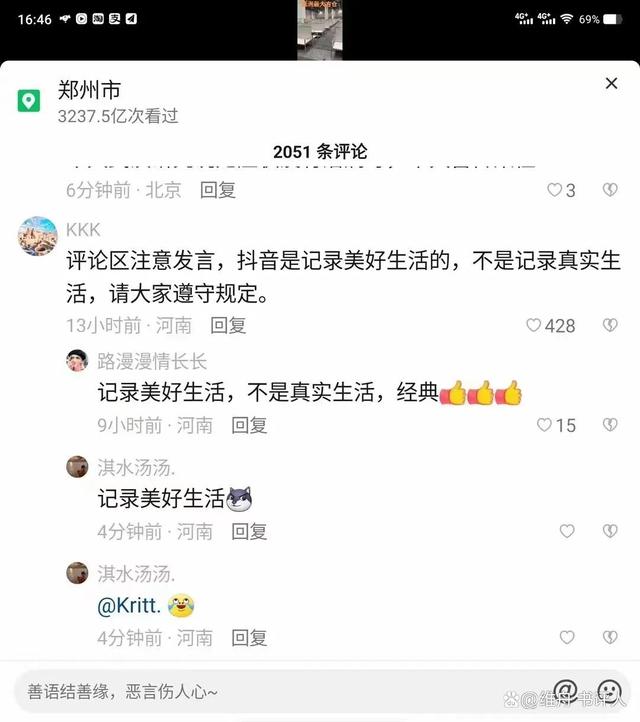 16:46
4G+ 4G+ 69%
郑州市
3237.5亿次看过
2051 条评论
6分钟前 · 北京 回复
3
KKK
评论区注意发言，抖音是记录美好生活的，不是记录真实生
活，请大家遵守规定。
13小时前 · 河南 回复
428
路漫漫情长长
记录美好生活，不是真实生活，经典
9小时前 · 河南 回复
15
淇水汤汤.
记录美好生活
4分钟前 · 河南 回复
淇水汤汤.
@Kritt.
4分钟前 · 河南 回复
善语结善缘，恶言伤人心~
@维舟·书评人